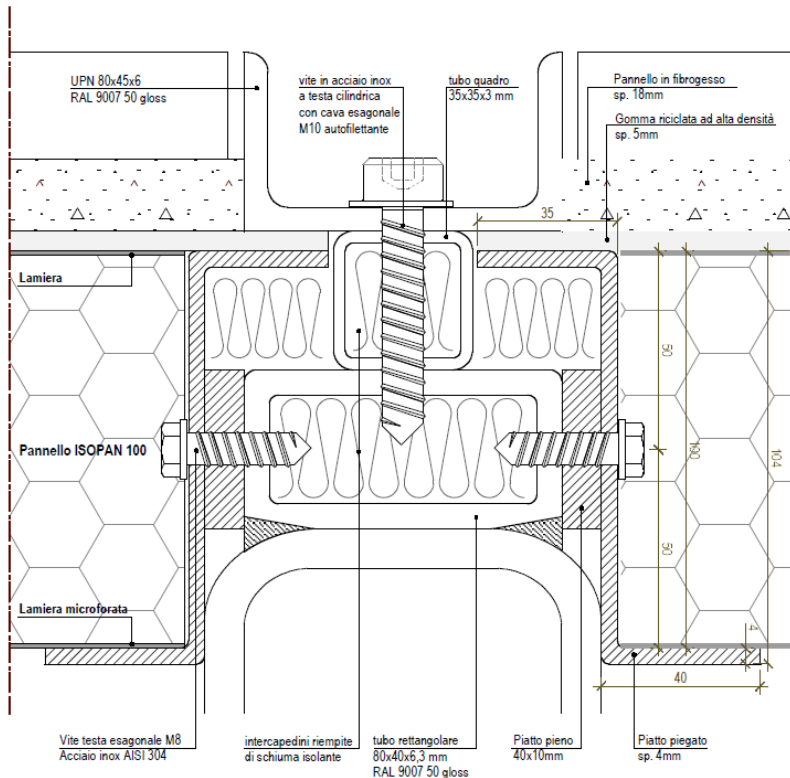 UPN 80x45x6
RAL 9007 50 gloss
vite in acciaio inox
a testa cilindrica
con cava esagonale
M10 autofilettante
tubo quadro
35x35x3 mm
Pannello in fibrogesso
sp. 18mm
Gomma riciclata ad alta densità
sp. 5mm
35
Lamiera
50
100
104
Pannello ISOPAN 100
50
Lamiera microforata
4
40
Vite testa esagonale M8
Acciaio inox AISI 304
intercapedini riempite
di schiuma isolante
tubo rettangolare
80x40x6,3 mm
RAL 9007 50 gloss
Piatto pieno
40x10mm
Piatto piegato
sp. 4mm